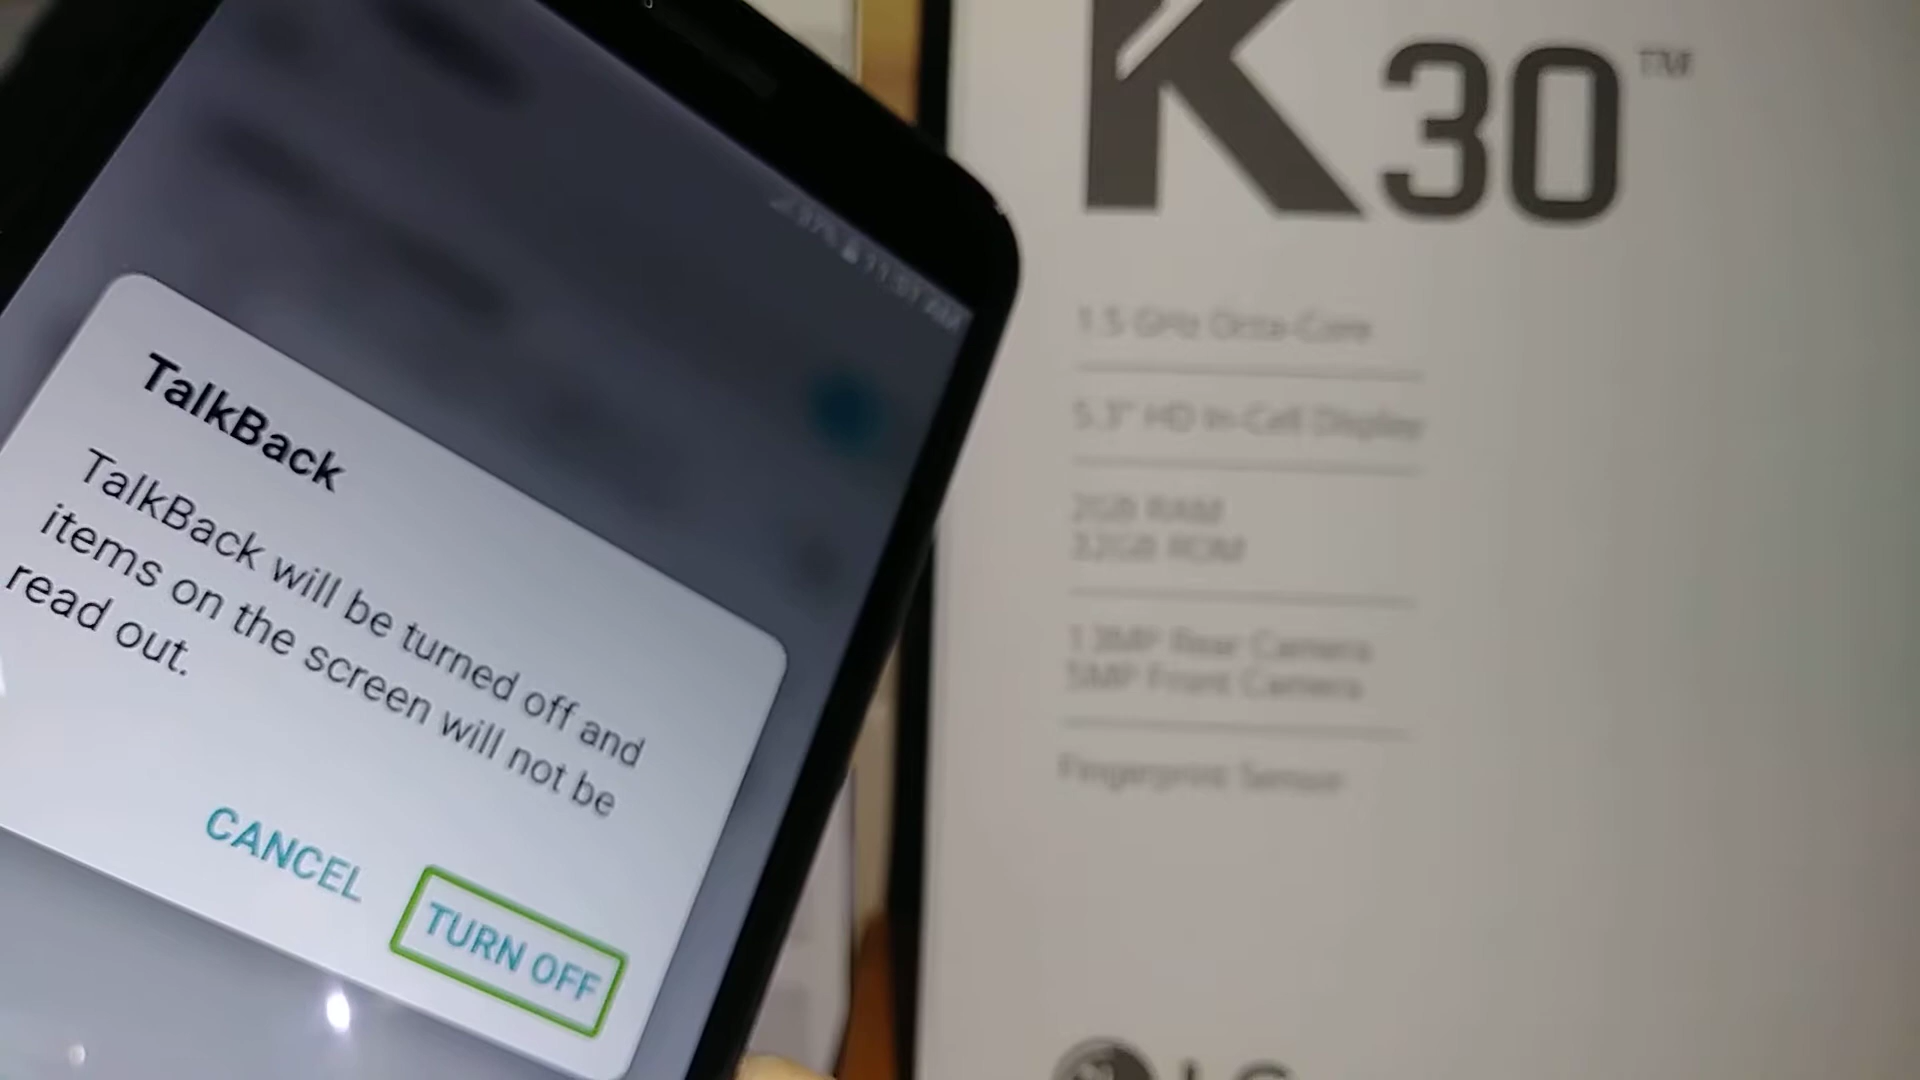 TalkBack
TalkBack will be turned off and
items on the screen will not be
read out.
CANCEL
TURN OFF
K30™
1.5 GHz Octa-Core
5.3" HD In-Cell Display
2GB RAM
32GB ROM
13MP Rear Camera
5MP Front Camera
Fingerprint Sensor
LG